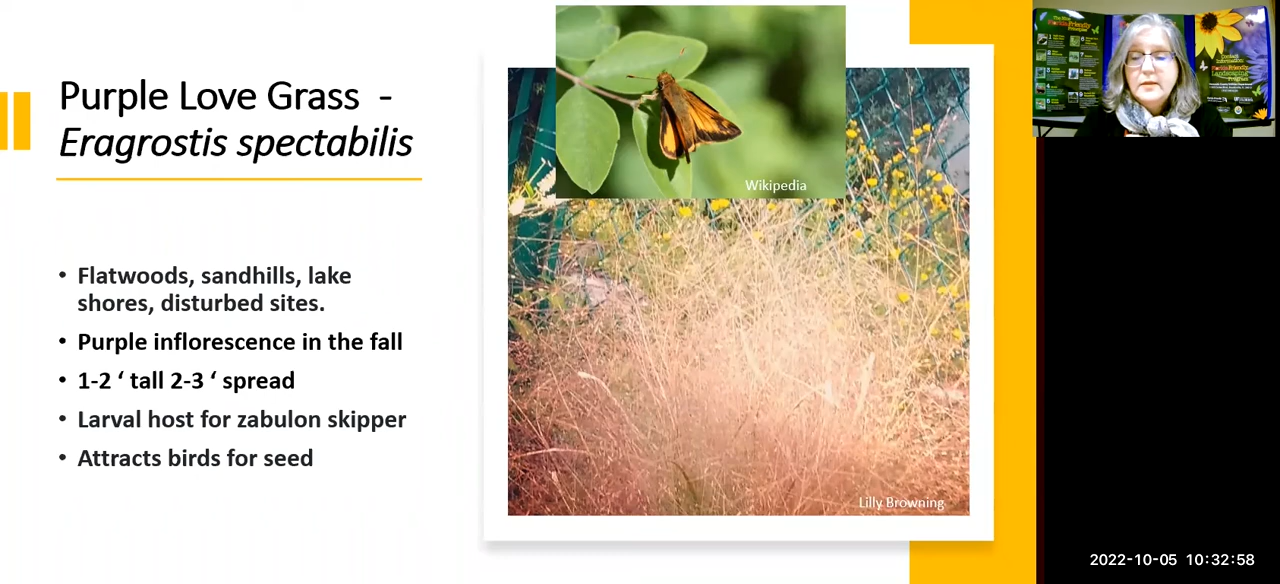 Purple Love Grass -
Eragrostis spectabilis
• Flatwoods, sandhills, lake
shores, disturbed sites.
• Purple inflorescence in the fall
• 1-2 ‘ tall 2-3 ‘ spread
• Larval host for zabulon skipper
• Attracts birds for seed
Wikipedia
Lilly Browning
Contact
Information:
2022-10-05 10:32:58